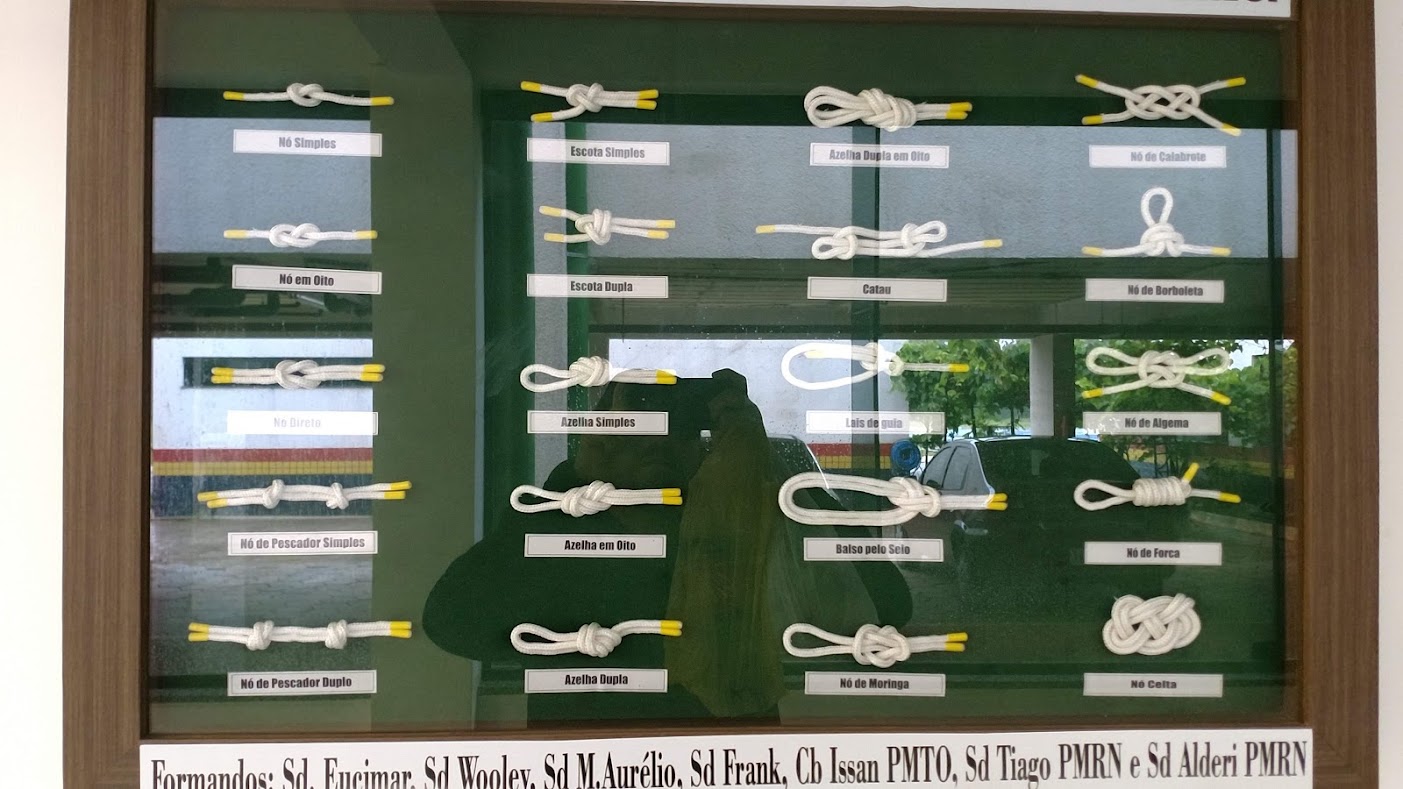 Nó Simples
Escota Simples
Azelha Dupla em Oito
Nó de Calabrote
Nó em Oito
Escota Dupla
Catau
Nó de Borboleta
No Direto
Azelha Simples
Lais de guia
Nó de Algema
Nó de Pescador Simples
Azelha em Oito
Balso pelo Seio
Nó de Forca
Nó de Pescador Duplo
Azelha Dupla
Nó de Moringa
Nó Celta
Formandos: Sd. Eucimar, Sd Wooley, Sd M.Aurélio, Sd Frank, Cb Issan PMTO, Sd Tiago PMRN e Sd Alderi PMRN